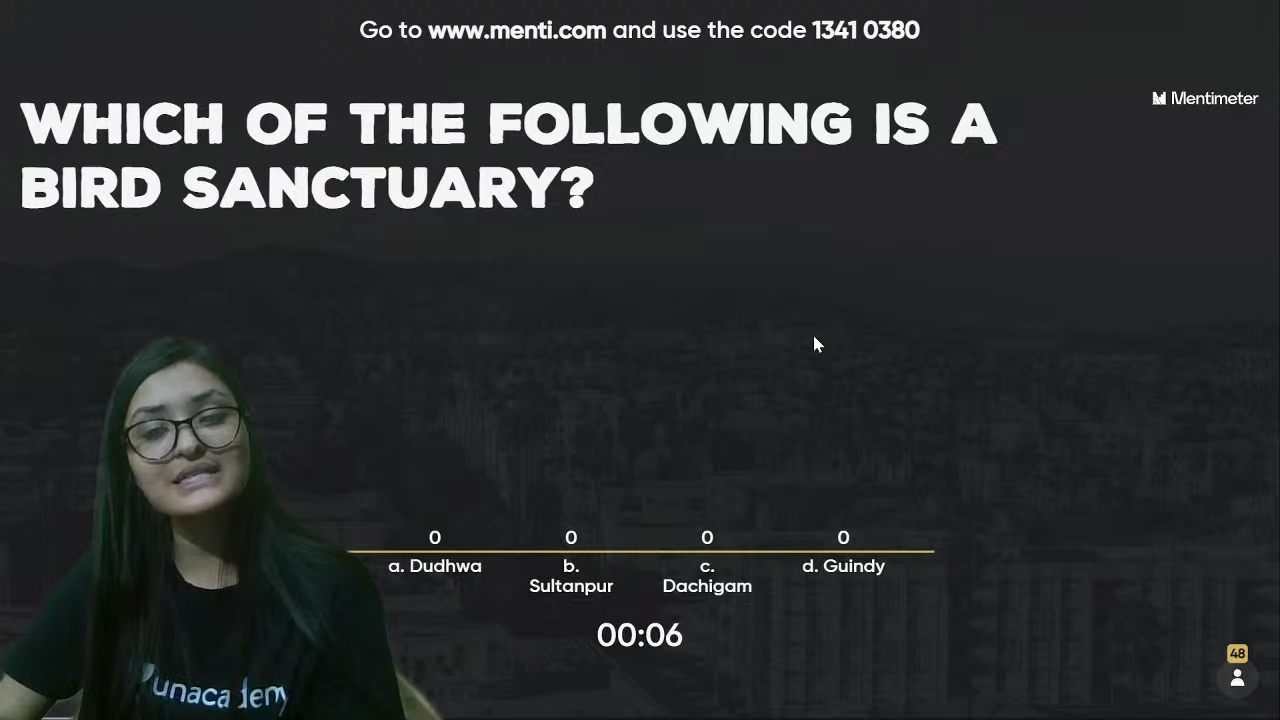 Go to www.menti.com and use the code 1341 0380
Mentimeter
WHICH OF THE FOLLOWING IS A
BIRD SANCTUARY?
0 0 0 0
a. Dudhwa b. c. d. Guindy
Sultanpur Dachigam
00:06
48
unacademy